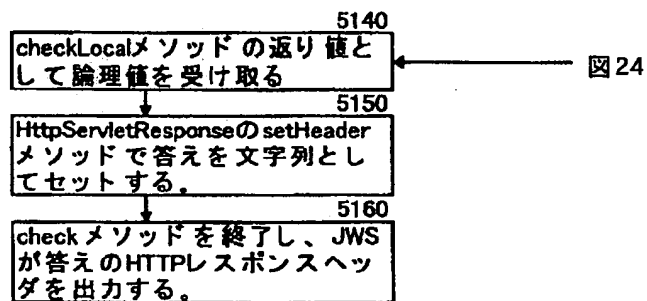 5140
checkLocalメソッドの返り値と
して論理値を受け取る
図24
5150
HttpServletResponseのsetHeader
メソッドで答えを文字列とし
てセットする。
5160
checkメソッドを終了し、JWS
が答えのHTTPレスポンスヘッ
ダを出力する。